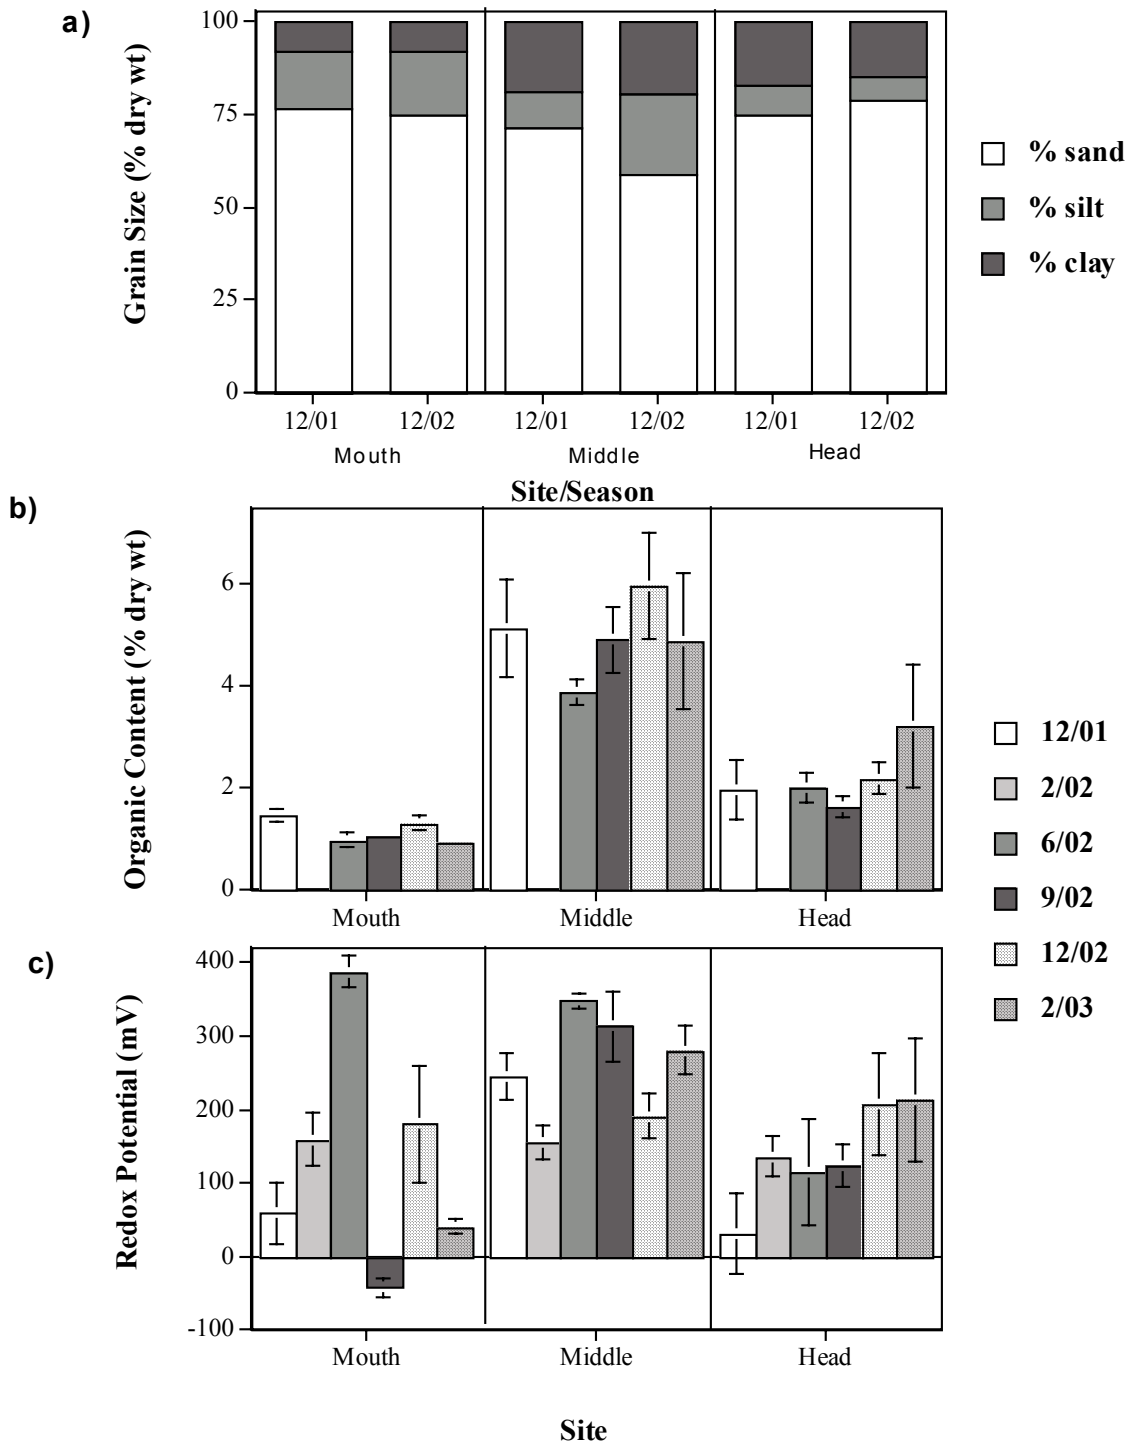 a)
Grain Size (% dry wt)
100
75
50
25
0
12/01 12/02 12/01 12/02 12/01 12/02
Mouth Middle Head
Site/Season
% sand
% silt
% clay
b)
Organic Content (% dry wt)
6
4
2
0
Mouth Middle Head
12/01
2/02
6/02
9/02
12/02
2/03
c)
Redox Potential (mV)
400
300
200
100
0
-100
Mouth Middle Head
Site